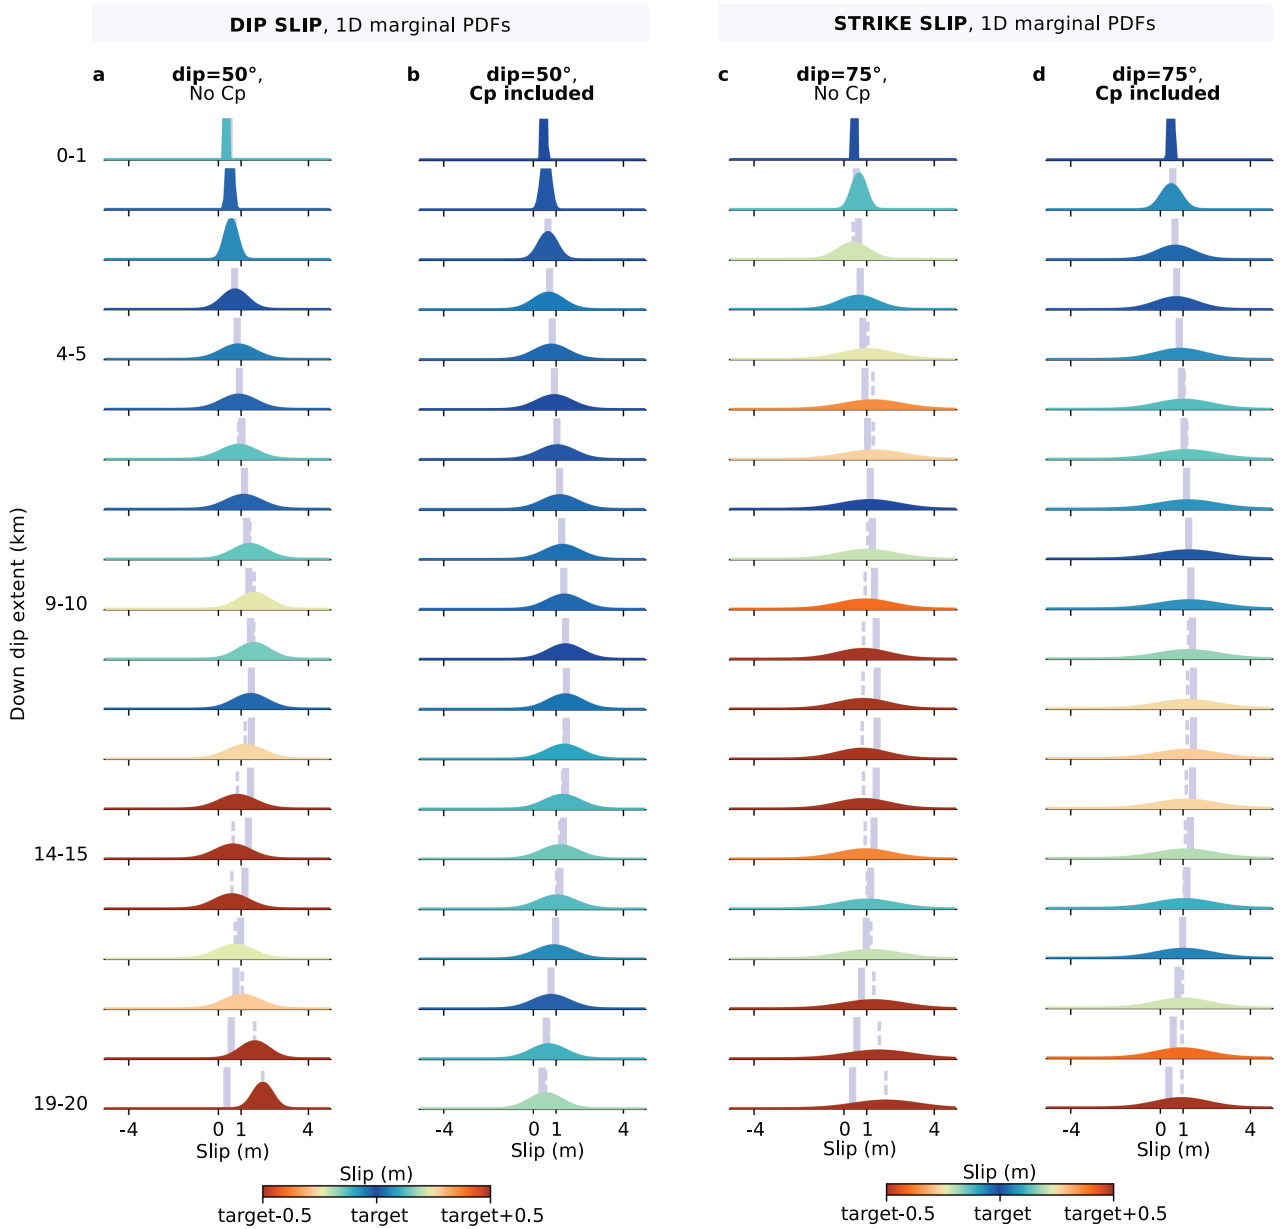 DIP SLIP, 1D marginal PDFs
STRIKE SLIP, 1D marginal PDFs
a
dip=50°,
No Cp
b
dip=50°,
Cp included
c
dip=75°,
No Cp
d
dip=75°,
Cp included
Down dip extent (km)
0-1
4-5
9-10
14-15
19-20
-4 0 1 4
Slip (m)
-4 0 1 4
Slip (m)
-4 0 1 4
Slip (m)
-4 0 1 4
Slip (m)
Slip (m)
target-0.5 target target+0.5
Slip (m)
target-0.5 target target+0.5